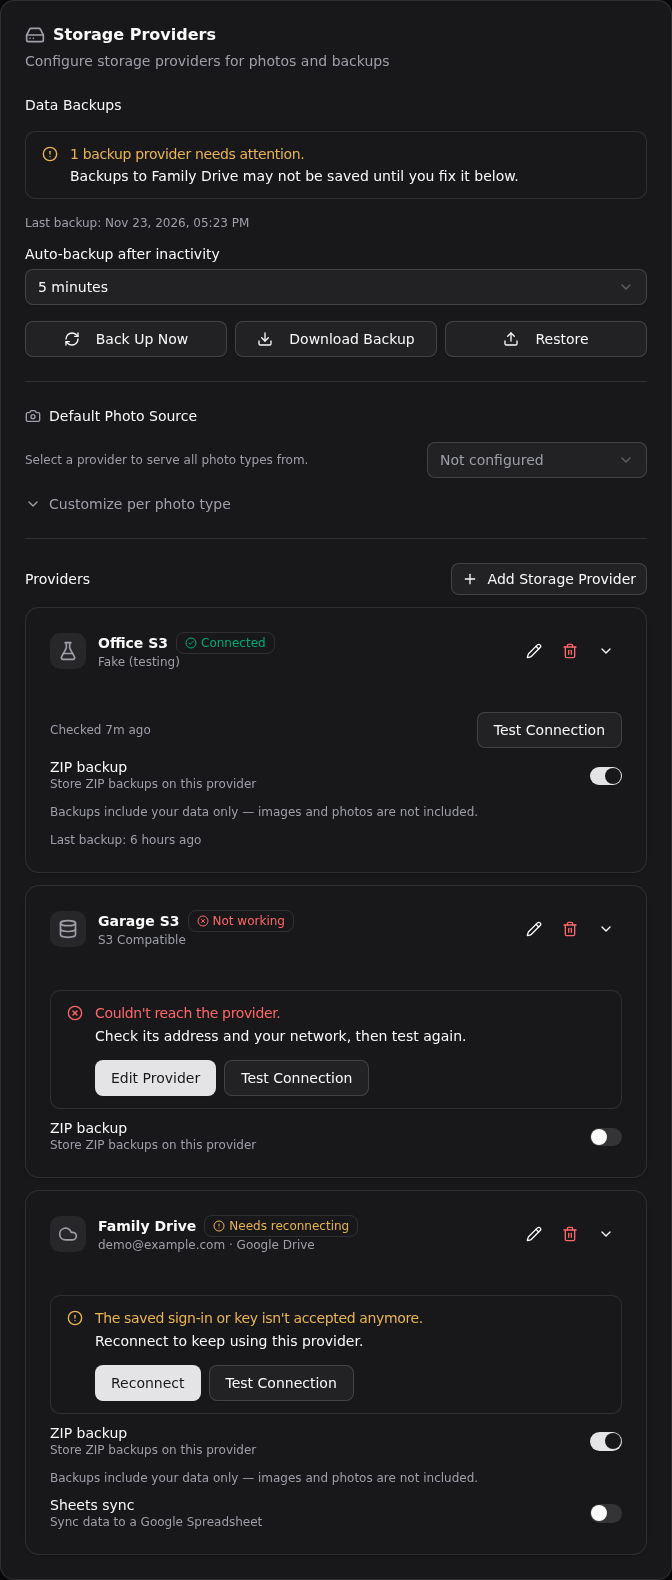 Storage Providers
Configure storage providers for photos and backups
Data Backups
1 backup provider needs attention.
Backups to Family Drive may not be saved until you fix it below.
Last backup: Nov 23, 2026, 05:23 PM
Auto-backup after inactivity
5 minutes
Back Up Now
Download Backup
Restore
Default Photo Source
Select a provider to serve all photo types from.
Not configured
Customize per photo type
Providers
Add Storage Provider
Office S3
Connected
Fake (testing)
Checked 7m ago
Test Connection
ZIP backup
Store ZIP backups on this provider
Backups include your data only — images and photos are not included.
Last backup: 6 hours ago
Garage S3
Not working
S3 Compatible
Couldn't reach the provider.
Check its address and your network, then test again.
Edit Provider
Test Connection
ZIP backup
Store ZIP backups on this provider
Family Drive
Needs reconnecting
demo@example.com · Google Drive
The saved sign-in or key isn't accepted anymore.
Reconnect to keep using this provider.
Reconnect
Test Connection
ZIP backup
Store ZIP backups on this provider
Backups include your data only — images and photos are not included.
Sheets sync
Sync data to a Google Spreadsheet